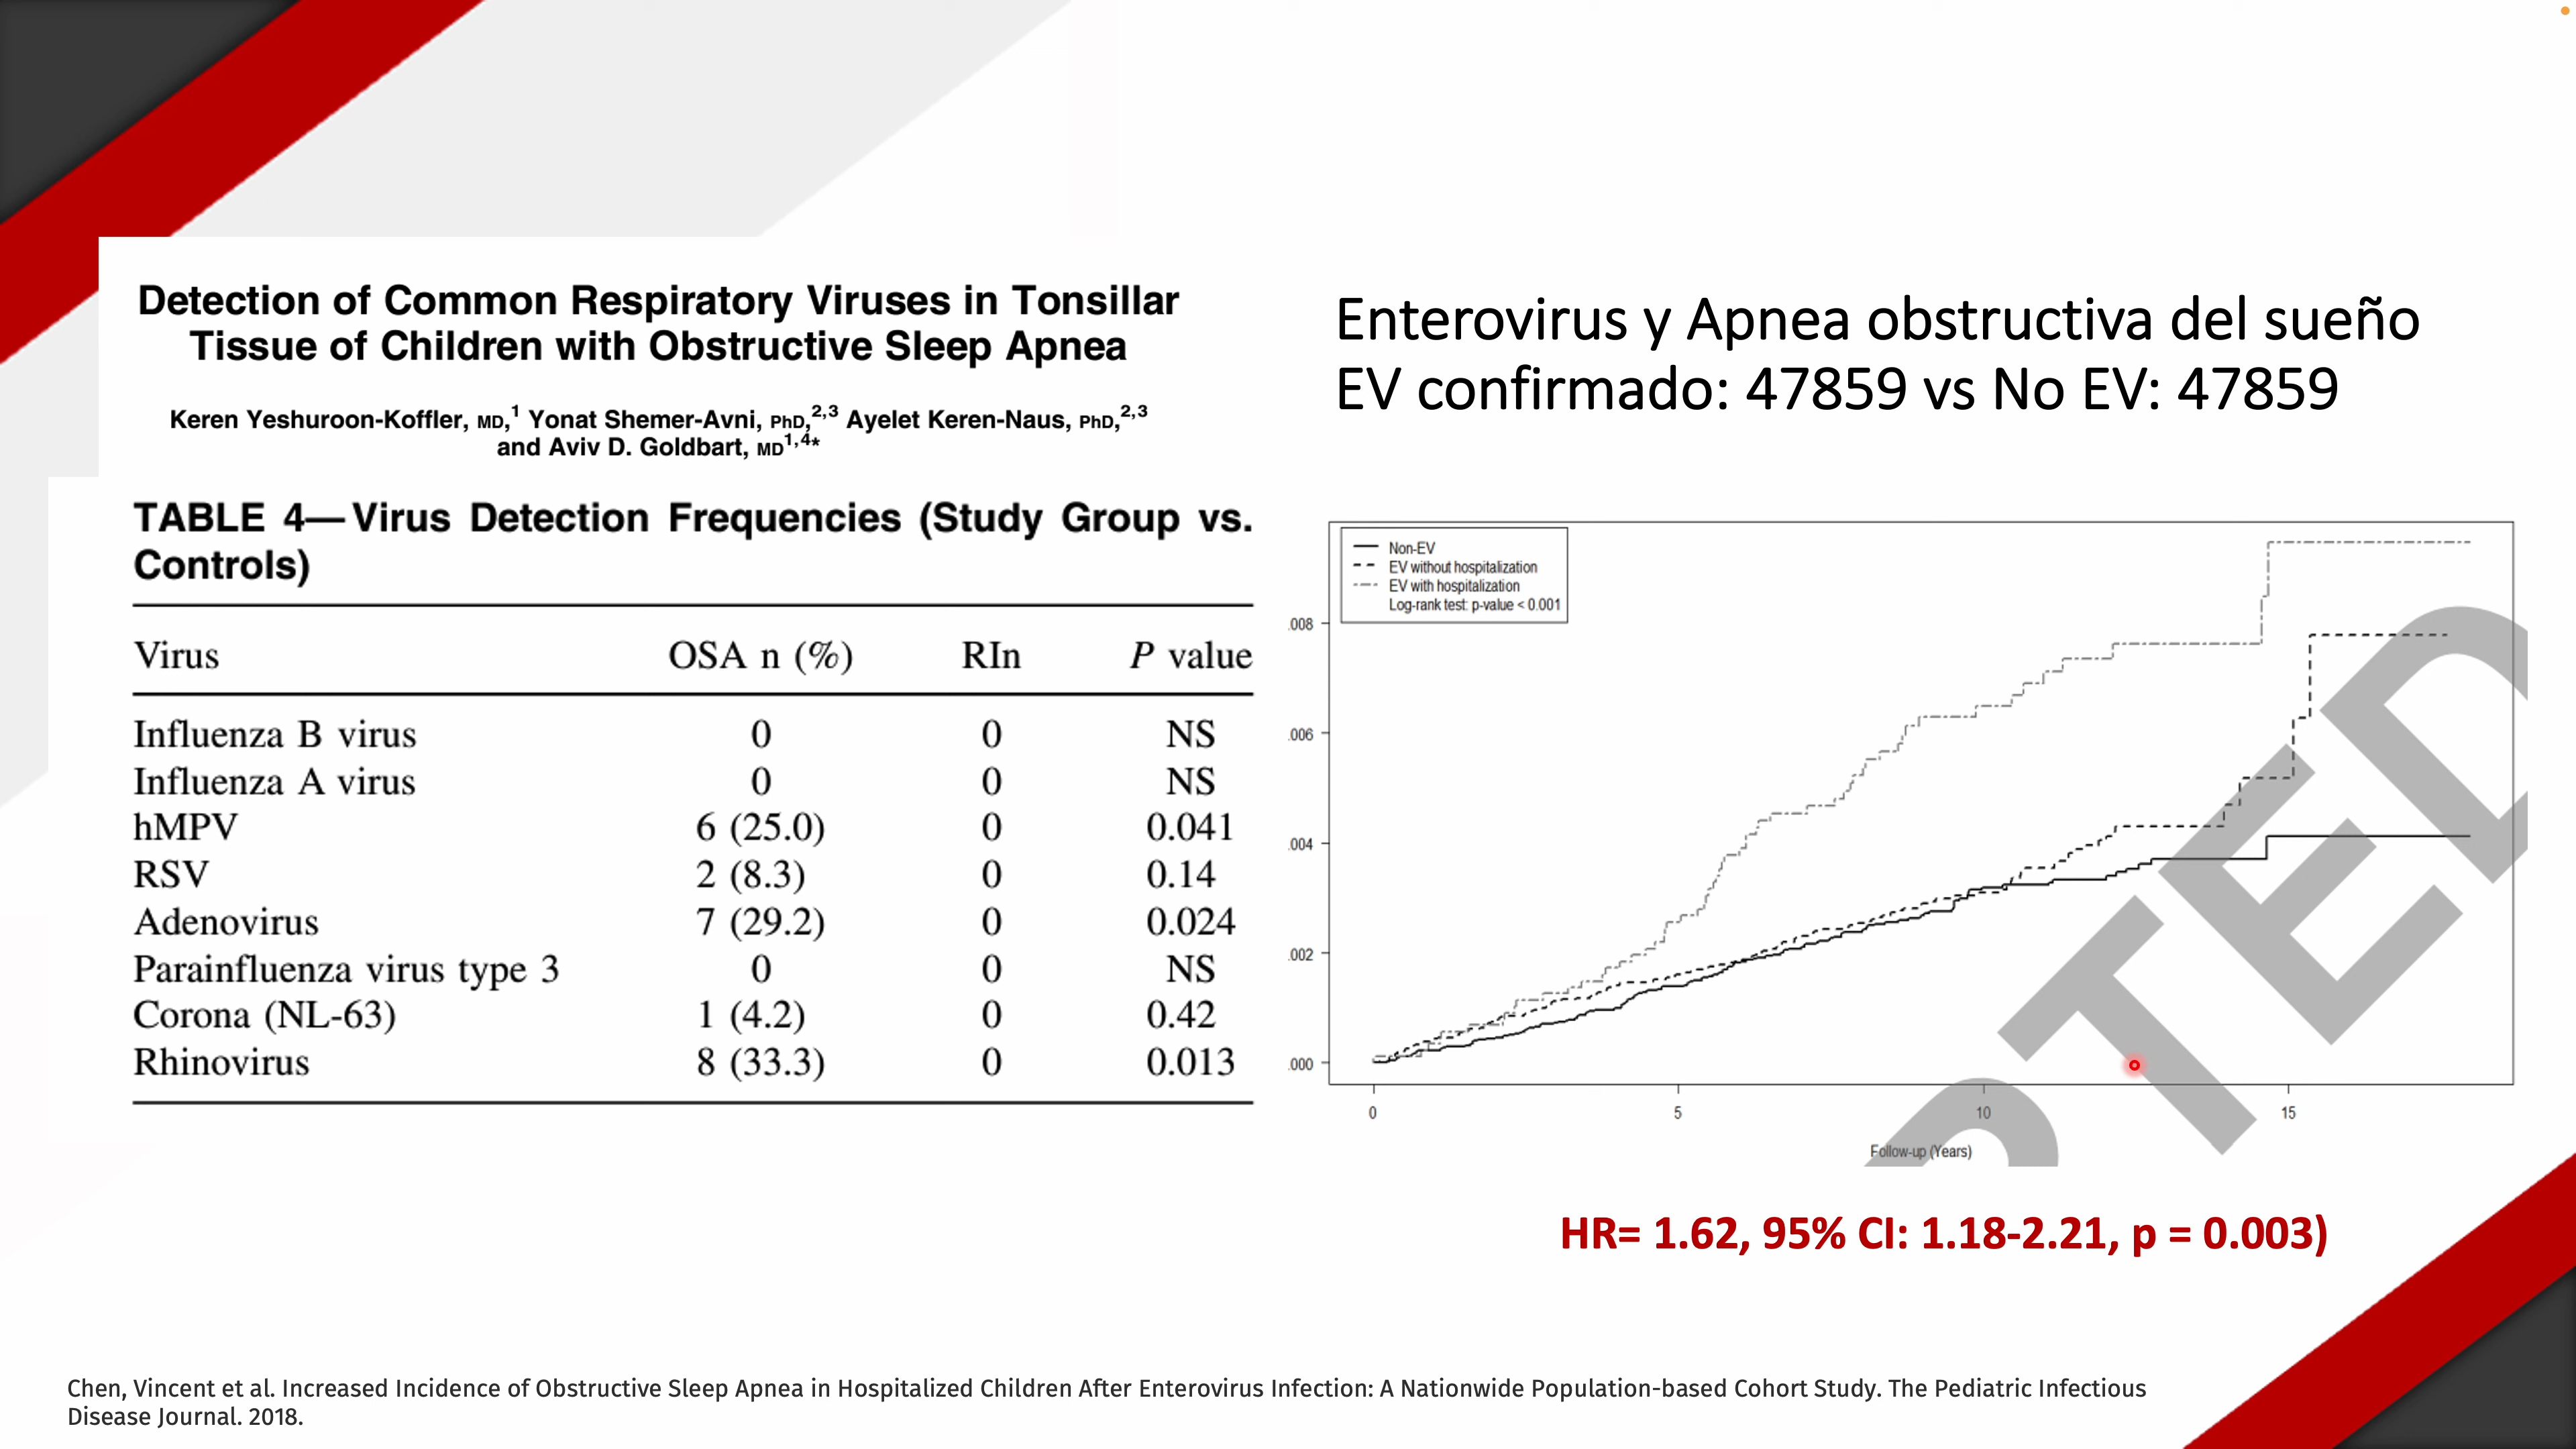 Detection of Common Respiratory Viruses in Tonsillar
Tissue of Children with Obstructive Sleep Apnea
Keren Yeshuroon-Koffler, MD,1 Yonat Shemer-Avni, PhD,2,3 Ayelet Keren-Naus, PhD,2,3
and Aviv D. Goldbart, MD1,4*
TABLE 4—Virus Detection Frequencies (Study Group vs.
Controls)
Virus OSA n (%) RIn P value
Influenza B virus 0 0 NS
Influenza A virus 0 0 NS
hMPV 6 (25.0) 0 0.041
RSV 2 (8.3) 0 0.14
Adenovirus 7 (29.2) 0 0.024
Parainfluenza virus type 3 0 0 NS
Corona (NL-63) 1 (4.2) 0 0.42
Rhinovirus 8 (33.3) 0 0.013
Enterovirus y Apnea obstructiva del sueño
EV confirmado: 47859 vs No EV: 47859
Non-EV
EV without hospitalization
EV with hospitalization
Log-rank test: p-value < 0.001
.008
.006
.004
.002
.000
0 5 10 15
Follow-up (Years)
PTED
HR= 1.62, 95% CI: 1.18-2.21, p = 0.003)
Chen, Vincent et al. Increased Incidence of Obstructive Sleep Apnea in Hospitalized Children After Enterovirus Infection: A Nationwide Population-based Cohort Study. The Pediatric Infectious
Disease Journal. 2018.